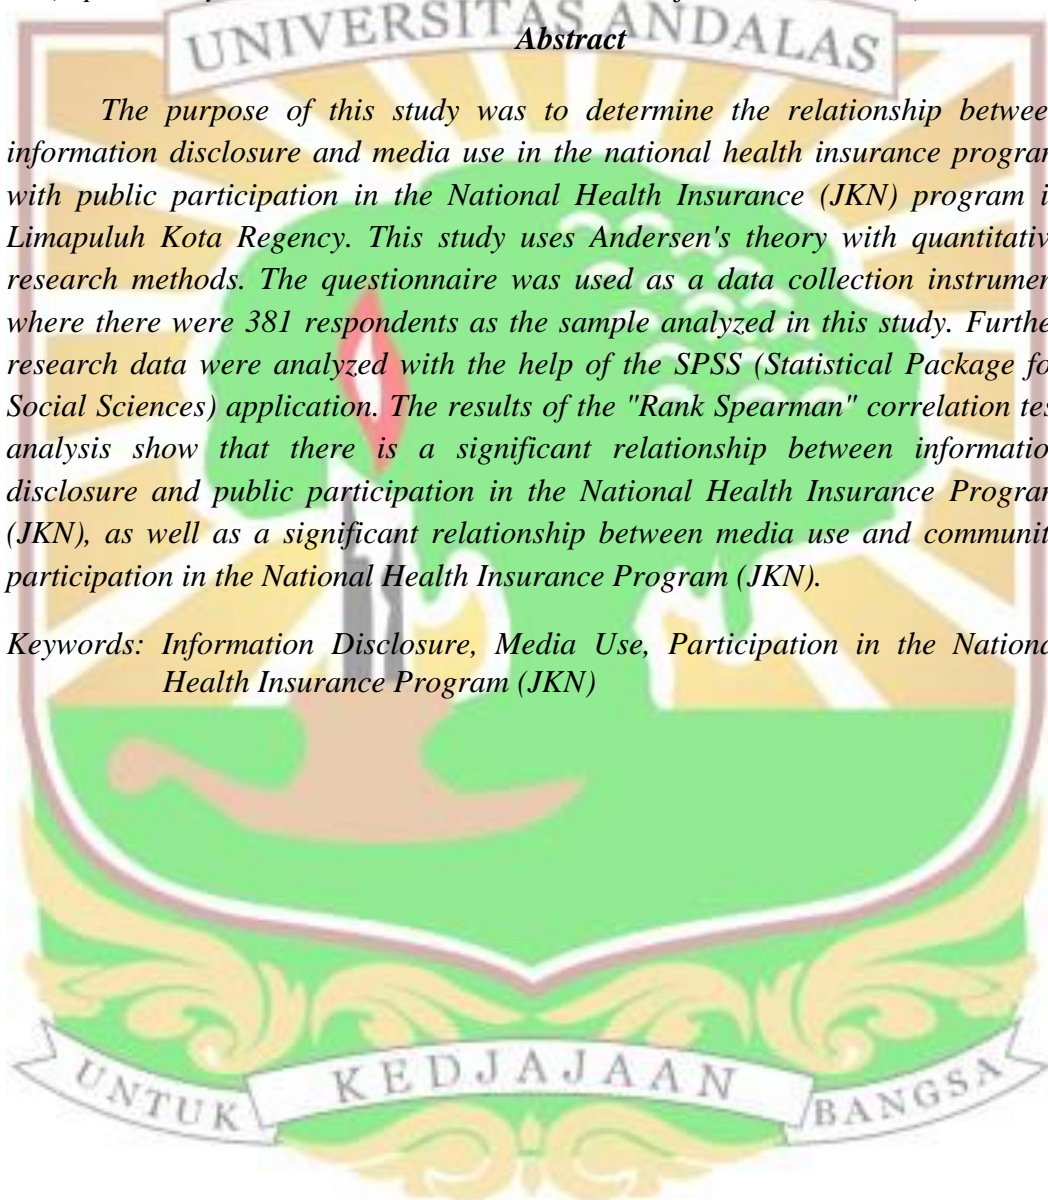 UNIVERSITAS ANDALAS
Abstract
The purpose of this study was to determine the relationship betwee
information disclosure and media use in the national health insurance program
with public participation in the National Health Insurance (JKN) program i
Limapuluh Kota Regency. This study uses Andersen's theory with quantitativ
research methods. The questionnaire was used as a data collection instrumen
where there were 381 respondents as the sample analyzed in this study. Furthe
research data were analyzed with the help of the SPSS (Statistical Package fo
Social Sciences) application. The results of the "Rank Spearman" correlation tes
analysis show that there is a significant relationship between informatio
disclosure and public participation in the National Health Insurance Program
(JKN), as well as a significant relationship between media use and communit
participation in the National Health Insurance Program (JKN).
Keywords: Information Disclosure, Media Use, Participation in the Nationa
Health Insurance Program (JKN)
UNTUK KEDJAJAAN BANGSA